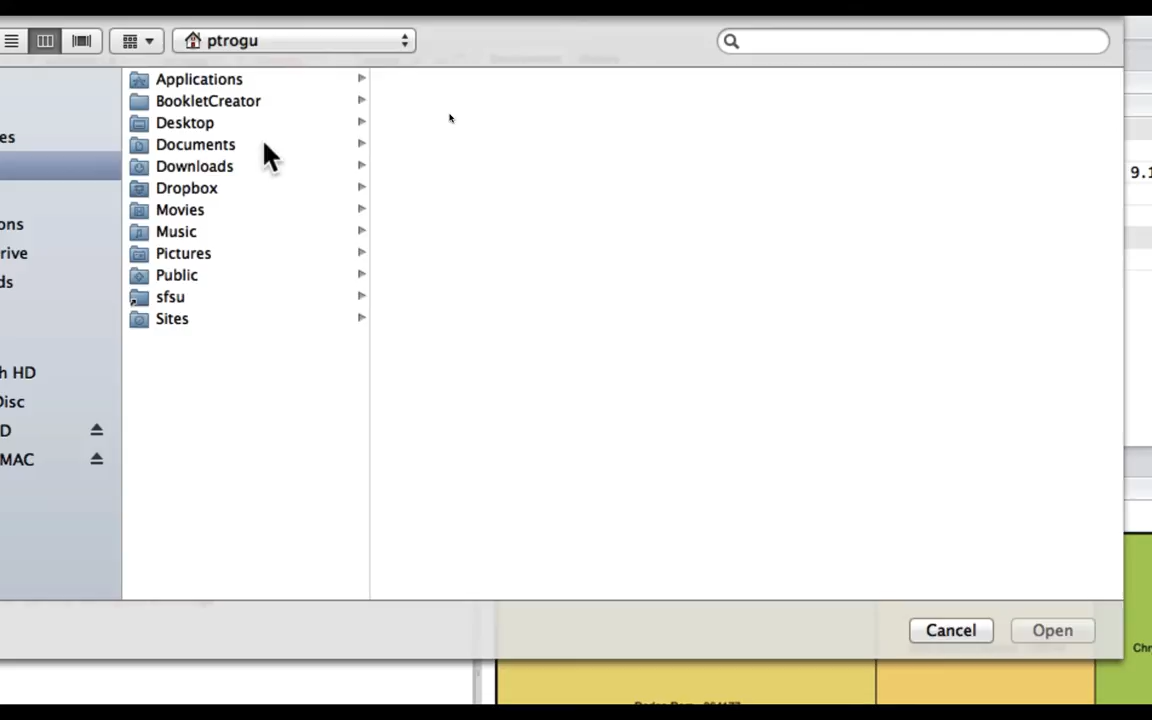 ptrogu
Applications
BookletCreator
Desktop
Documents
Downloads
Dropbox
Movies
Music
Pictures
Public
sfsu
Sites
es
ons
rive
ds
h HD
Disc
D
MAC
9.1
Cancel
Open
Chr